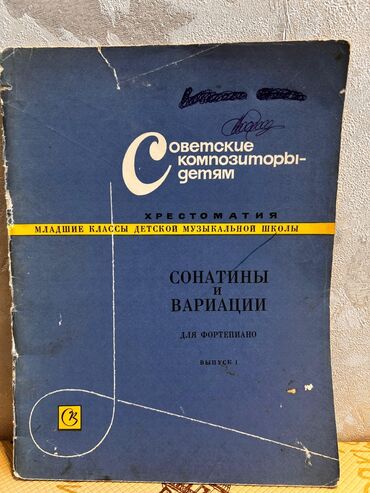 Советские
композиторы-
детям
ХРЕСТОМАТИЯ
МЛАДШИЕ КЛАССЫ ДЕТСКОЙ МУЗЫКАЛЬНОЙ ШКОЛЫ
СОНАТИНЫ
И
ВАРИАЦИИ
ДЛЯ ФОРТЕПИАНО
ВЫПУСК 1